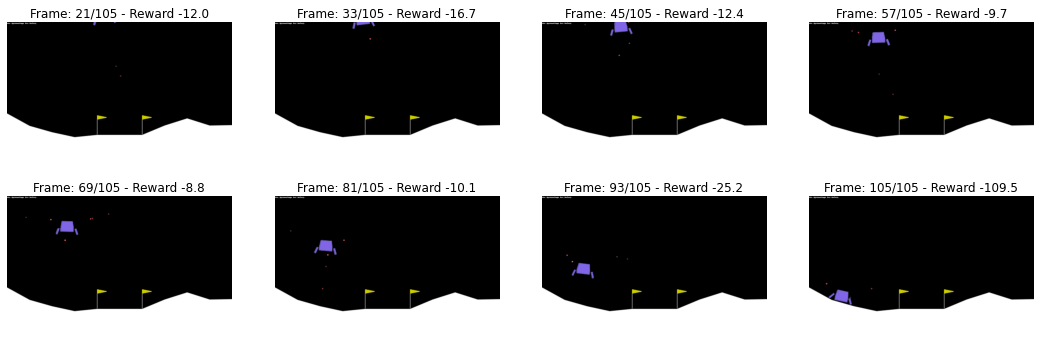 Frame: 21/105 - Reward -12.0
Frame: 33/105 - Reward -16.7
Frame: 45/105 - Reward -12.4
Frame: 57/105 - Reward -9.7
Frame: 69/105 - Reward -8.8
Frame: 81/105 - Reward -10.1
Frame: 93/105 - Reward -25.2
Frame: 105/105 - Reward -109.5